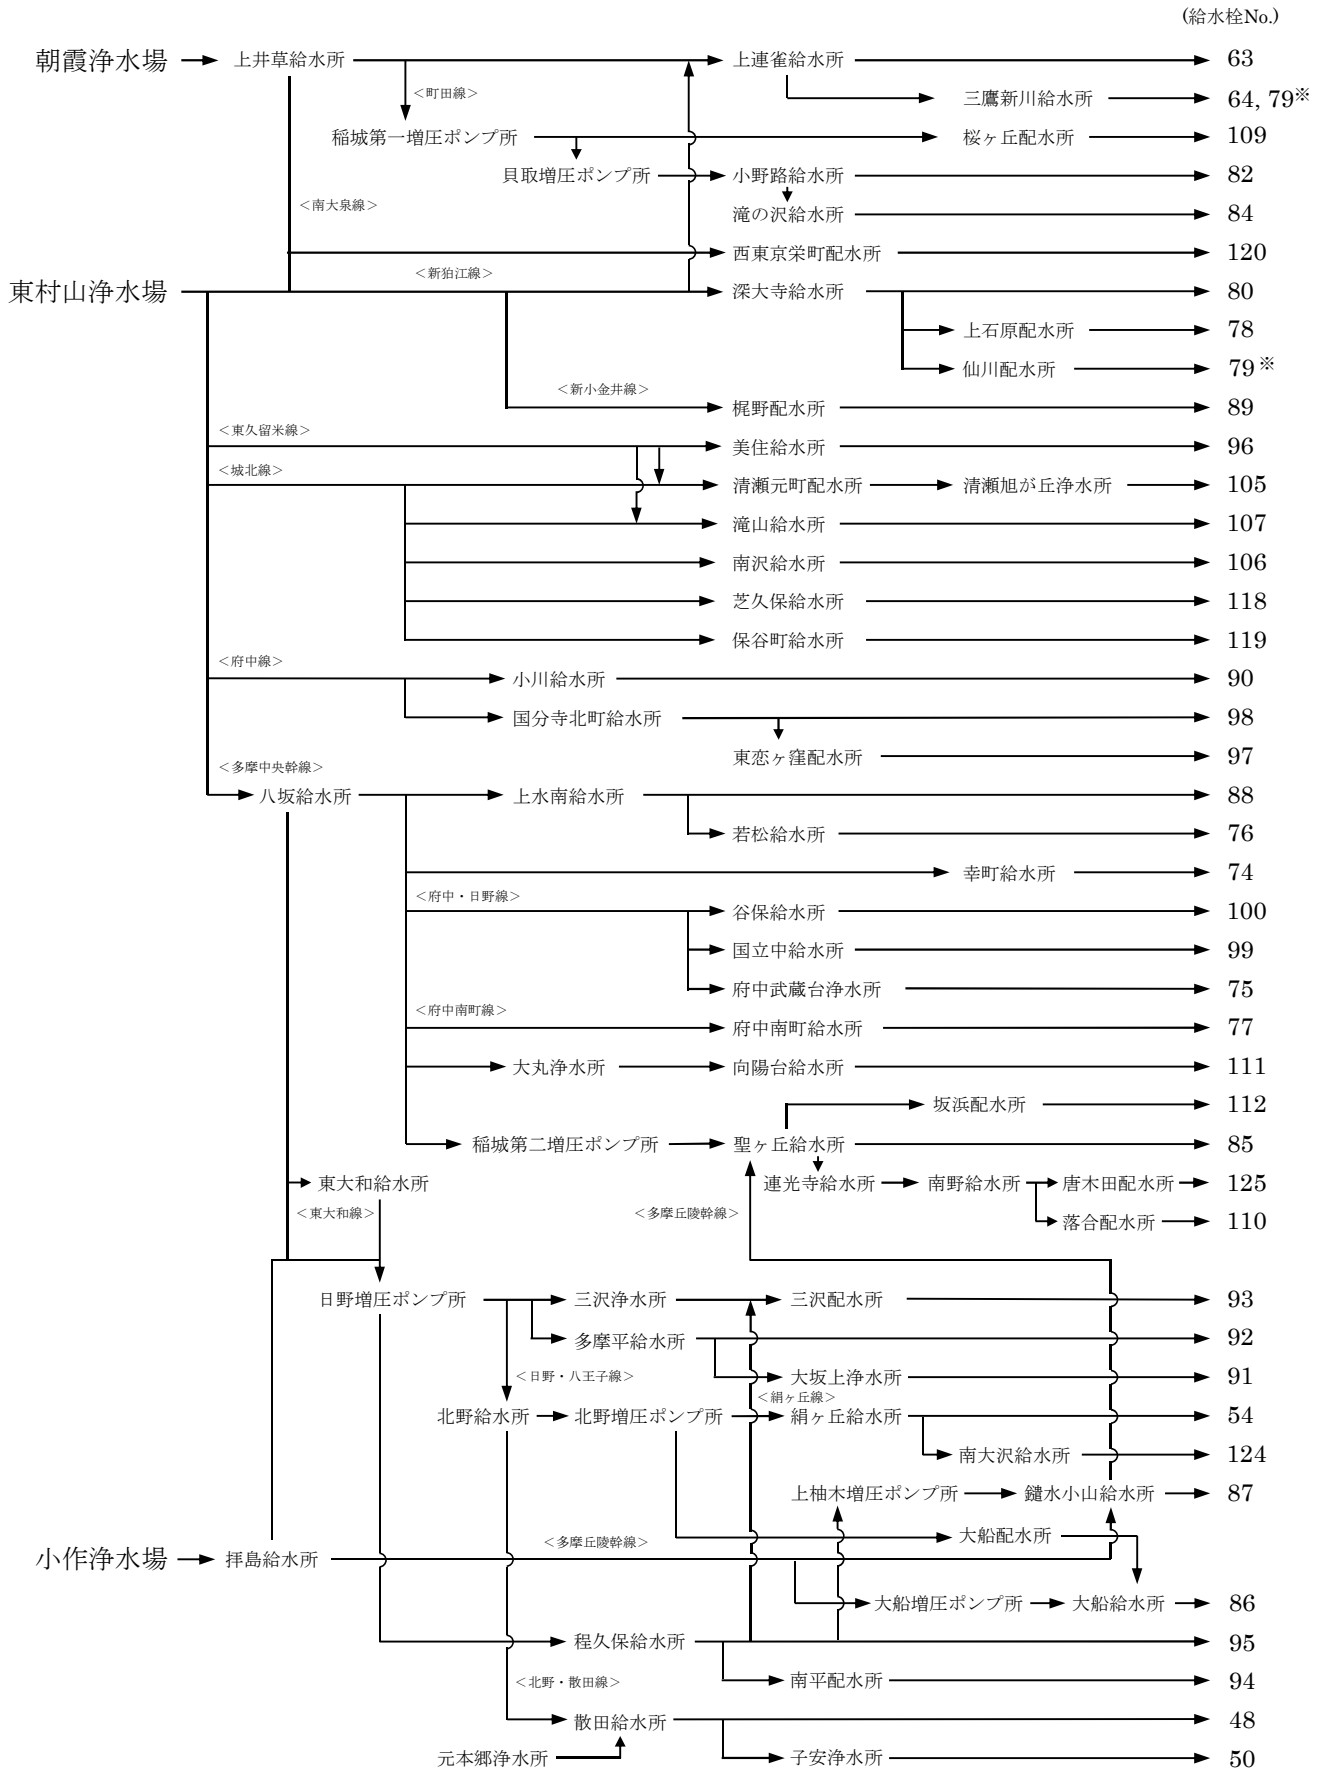 (給水栓No.)
朝霞浄水場 上井草給水所 上連雀給水所 63
＜町田線＞ 三鷹新川給水所 64, 79※
稲城第一増圧ポンプ所 桜ヶ丘配水所 109
貝取増圧ポンプ所 小野路給水所 82
＜南大泉線＞ 滝の沢給水所 84
西東京栄町配水所 120
＜新狛江線＞
東村山浄水場 深大寺給水所 80
上石原配水所 78
仙川配水所 79※
＜新小金井線＞
梶野配水所 89
＜東久留米線＞
美住給水所 96
＜城北線＞
清瀬元町配水所 清瀬旭が丘浄水所 105
滝山給水所 107
南沢給水所 106
芝久保給水所 118
保谷町給水所 119
＜府中線＞
小川給水所 90
国分寺北町給水所 98
東恋ヶ窪配水所 97
＜多摩中央幹線＞
八坂給水所 上水南給水所 88
若松給水所 76
幸町給水所 74
＜府中・日野線＞
谷保給水所 100
国立中給水所 99
府中武蔵台浄水所 75
＜府中南町線＞
府中南町給水所 77
大丸浄水所 向陽台給水所 111
坂浜配水所 112
稲城第二増圧ポンプ所 聖ヶ丘給水所 85
東大和給水所 連光寺給水所 南野給水所 唐木田配水所 125
＜東大和線＞ ＜多摩丘陵幹線＞ 落合配水所 110
日野増圧ポンプ所 三沢浄水所 三沢配水所 93
多摩平給水所 92
＜日野・八王子線＞ 大坂上浄水所 91
＜絹ヶ丘線＞
北野給水所 北野増圧ポンプ所 絹ヶ丘給水所 54
南大沢給水所 124
上柚木増圧ポンプ所 鑓水小山給水所 87
＜多摩丘陵幹線＞ 大船配水所
小作浄水場 拝島給水所
大船増圧ポンプ所 大船給水所 86
程久保給水所 95
＜北野・散田線＞ 南平配水所 94
散田給水所 48
元本郷浄水所 子安浄水所 50